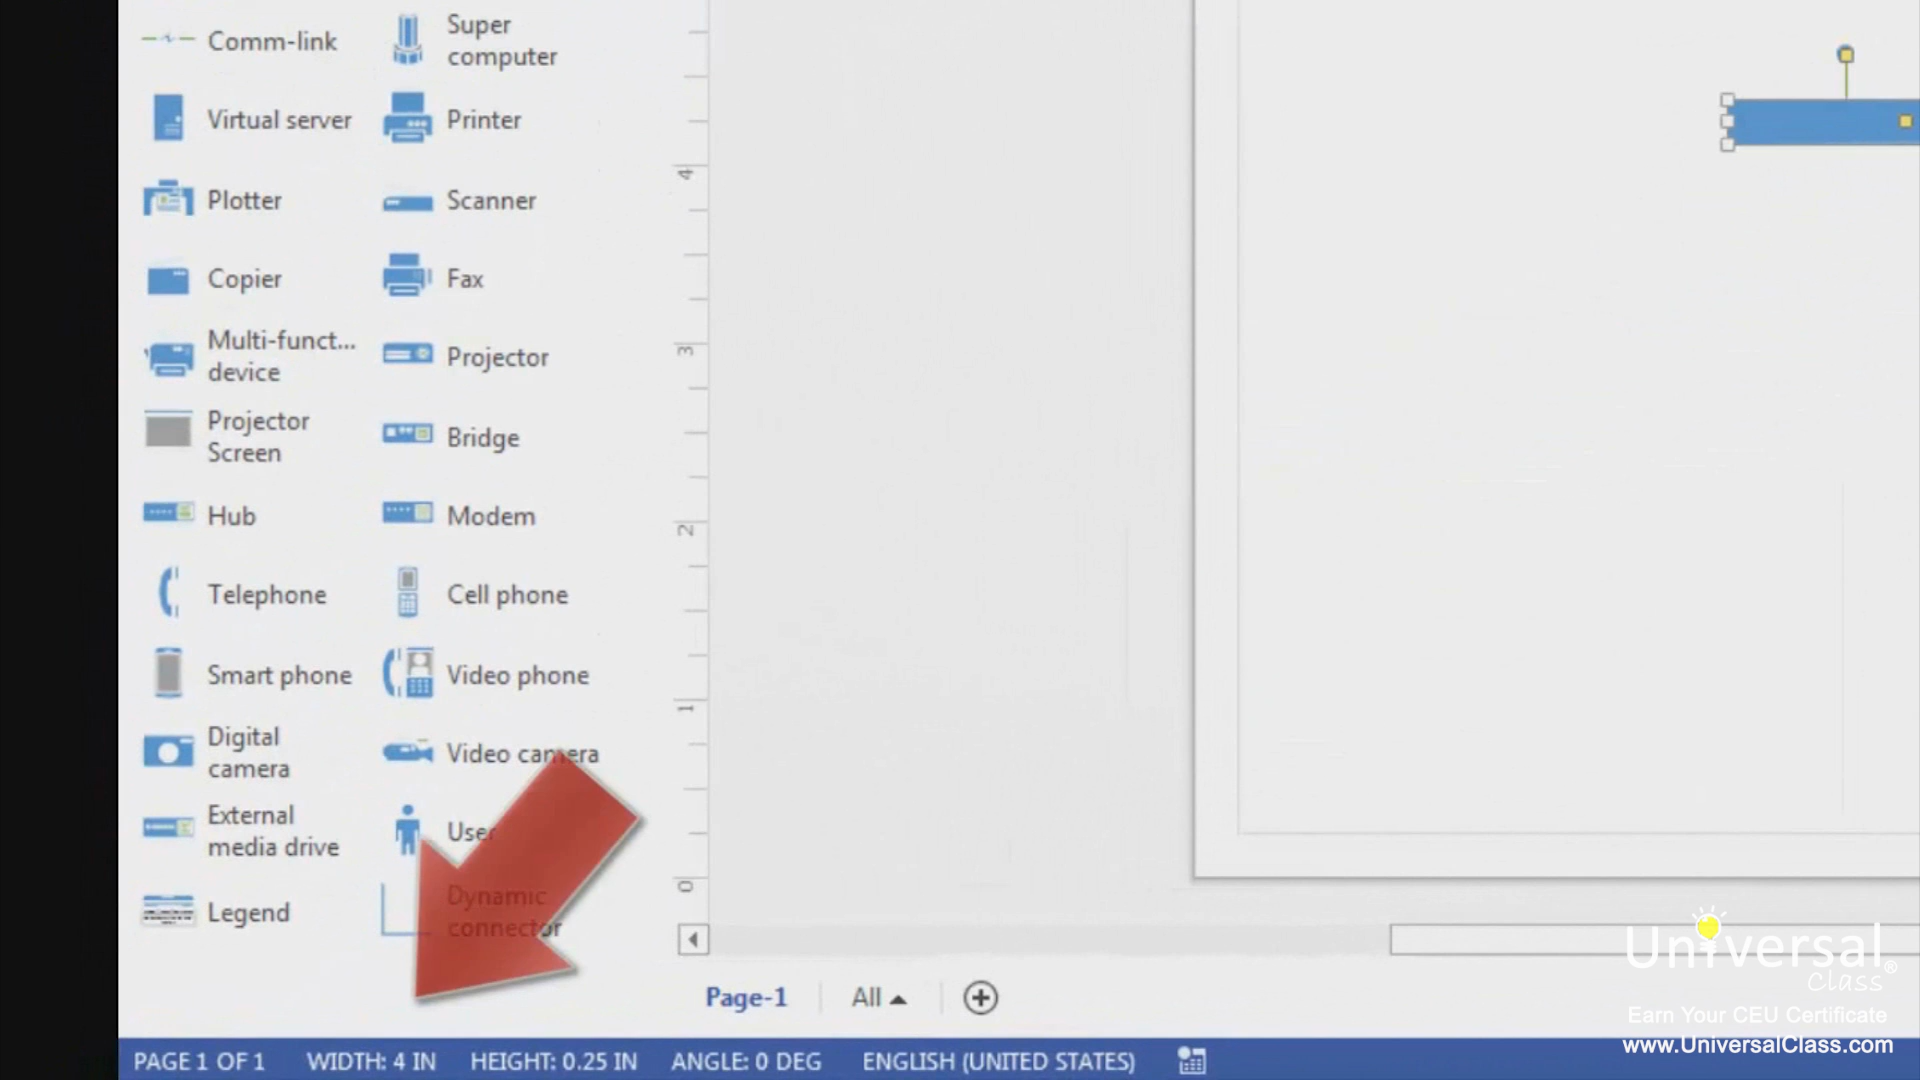 Comm-link
Super
computer
Virtual server
Printer
Plotter
Scanner
Copier
Fax
Multi-funct...
device
Projector
Projector
Screen
Bridge
Hub
Modem
Telephone
Cell phone
Smart phone
Video phone
Digital
camera
Video camera
External
media drive
User
Legend
Dynamic
connector
4
3
2
1
0
Page-1
All
Universal®
Class
Earn Your CEU Certificate
www.UniversalClass.com
PAGE 1 OF 1
WIDTH: 4 IN
HEIGHT: 0.25 IN
ANGLE: 0 DEG
ENGLISH (UNITED STATES)